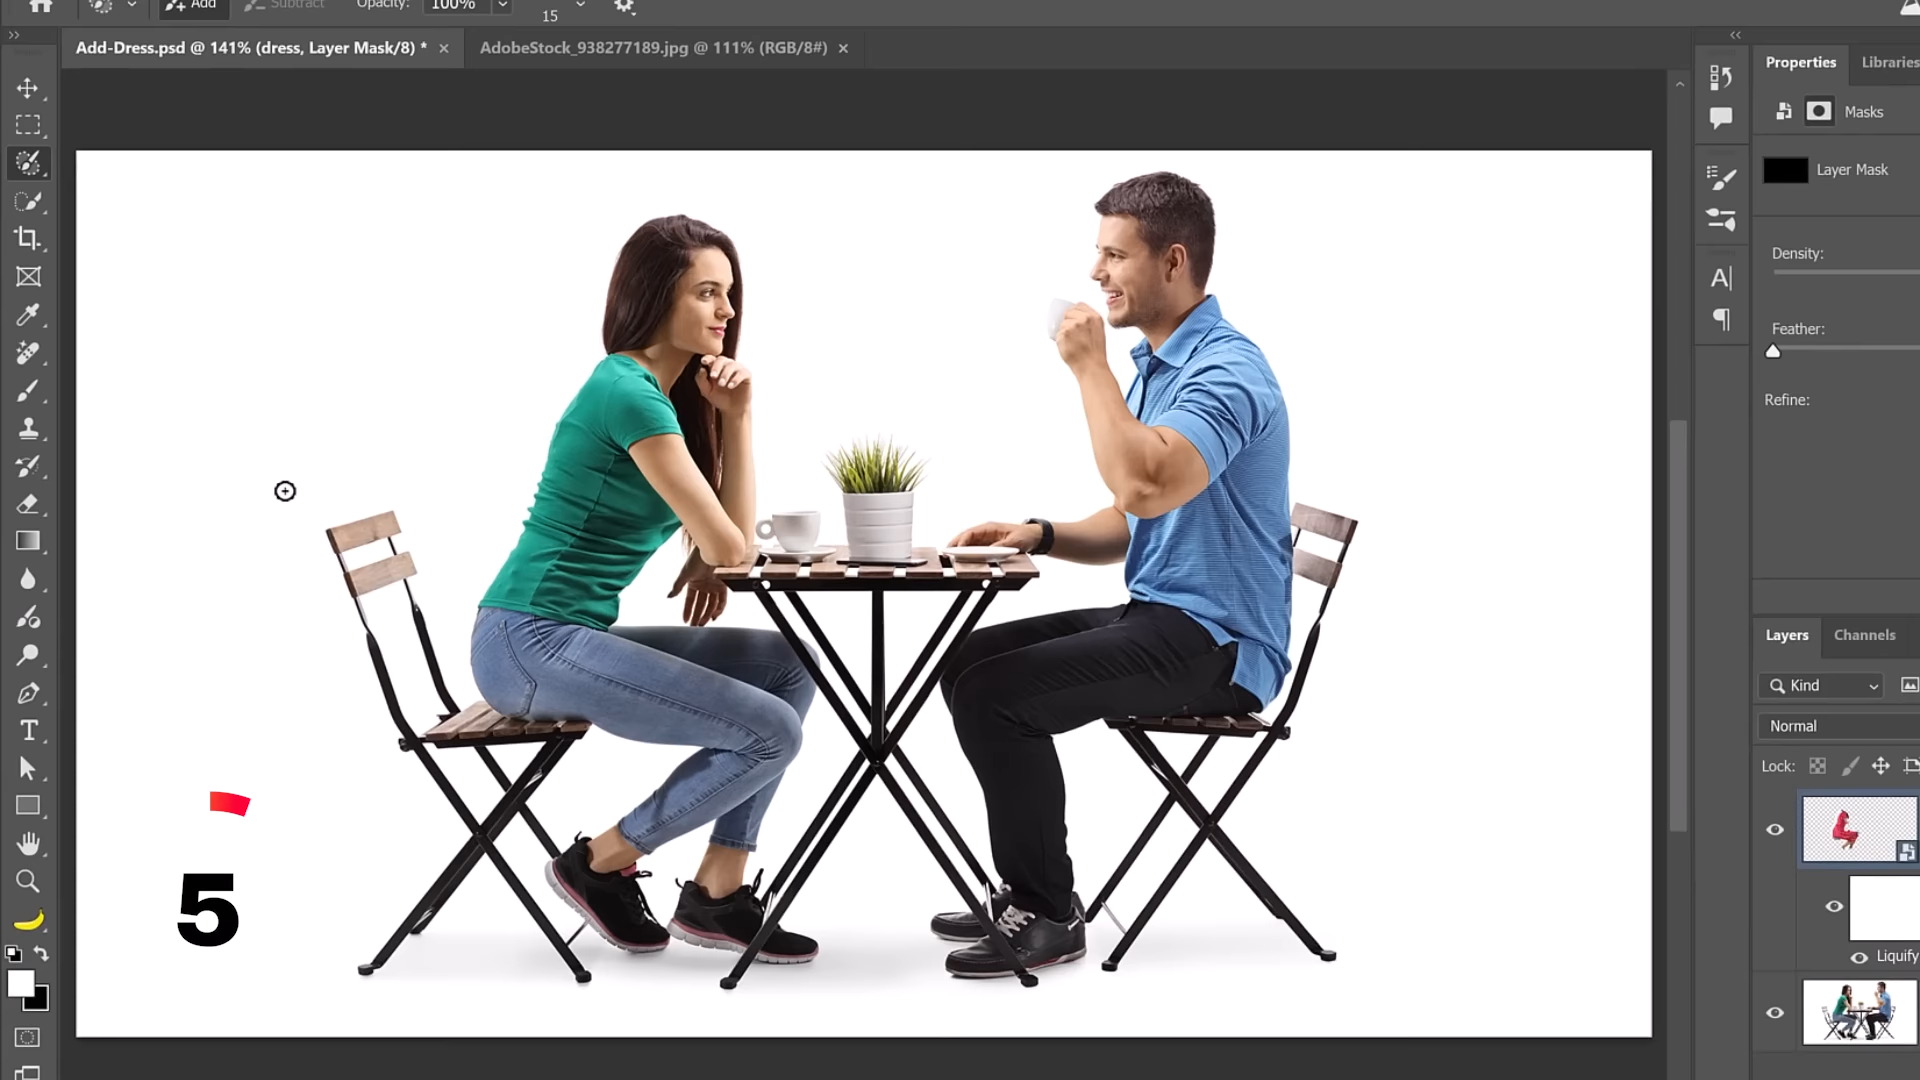 Add
Subtract
Opacity:
100%
15
Add-Dress.psd @ 141% (dress, Layer Mask/8) *
AdobeStock_938277189.jpg @ 111% (RGB/8#)
Properties
Libraries
Masks
Layer Mask
Density:
Feather:
Refine:
5
Layers
Channels
Kind
Normal
Lock:
Liquify